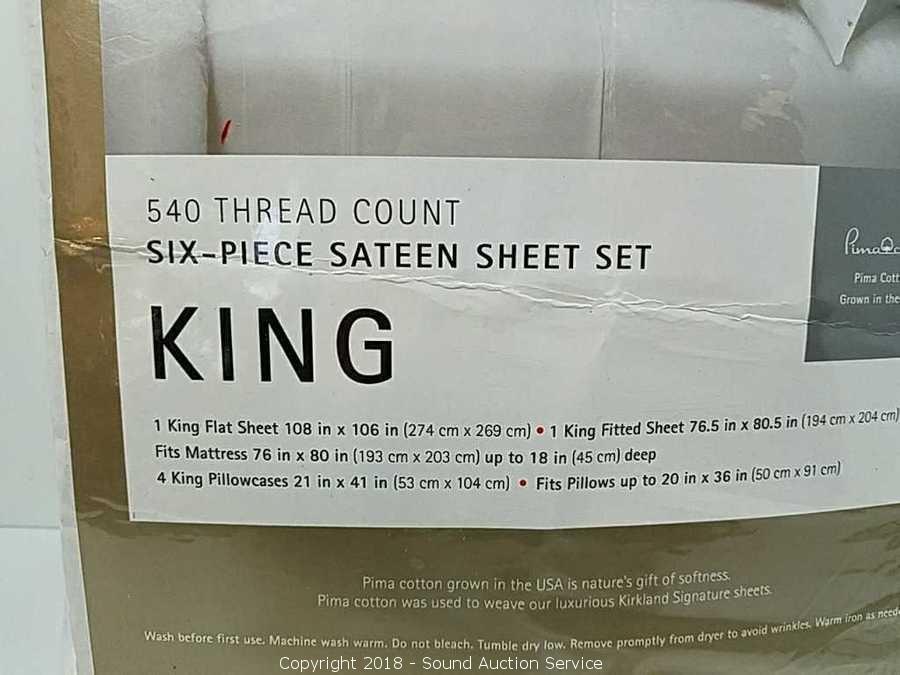 540 THREAD COUNT
SIX-PIECE SATEEN SHEET SET
KING
Pima
Pima
Grown in the
1 King Flat Sheet 108 in x 106 in (274 cm x 269 cm) • 1 King Fitted Sheet 76.5 in x 80.5 in (194 cm x 204 cm)
Fits Mattress 76 in x 80 in (193 cm x 203 cm) up to 18 in (45 cm) deep
4 King Pillowcases 21 in x 41 in (53 cm x 104 cm) • Fits Pillows up to 20 in x 36 in (50 cm x 91 cm)
Pima cotton grown in the USA is nature's gift of softness.
Pima cotton was used to weave our luxurious Kirkland Signature sheets.
Wash before first use. Machine wash warm. Do not bleach. Tumble dry low. Remove promptly from dryer to avoid wrinkles. Warm iron as
Copyright 2018 - Sound Auction Service